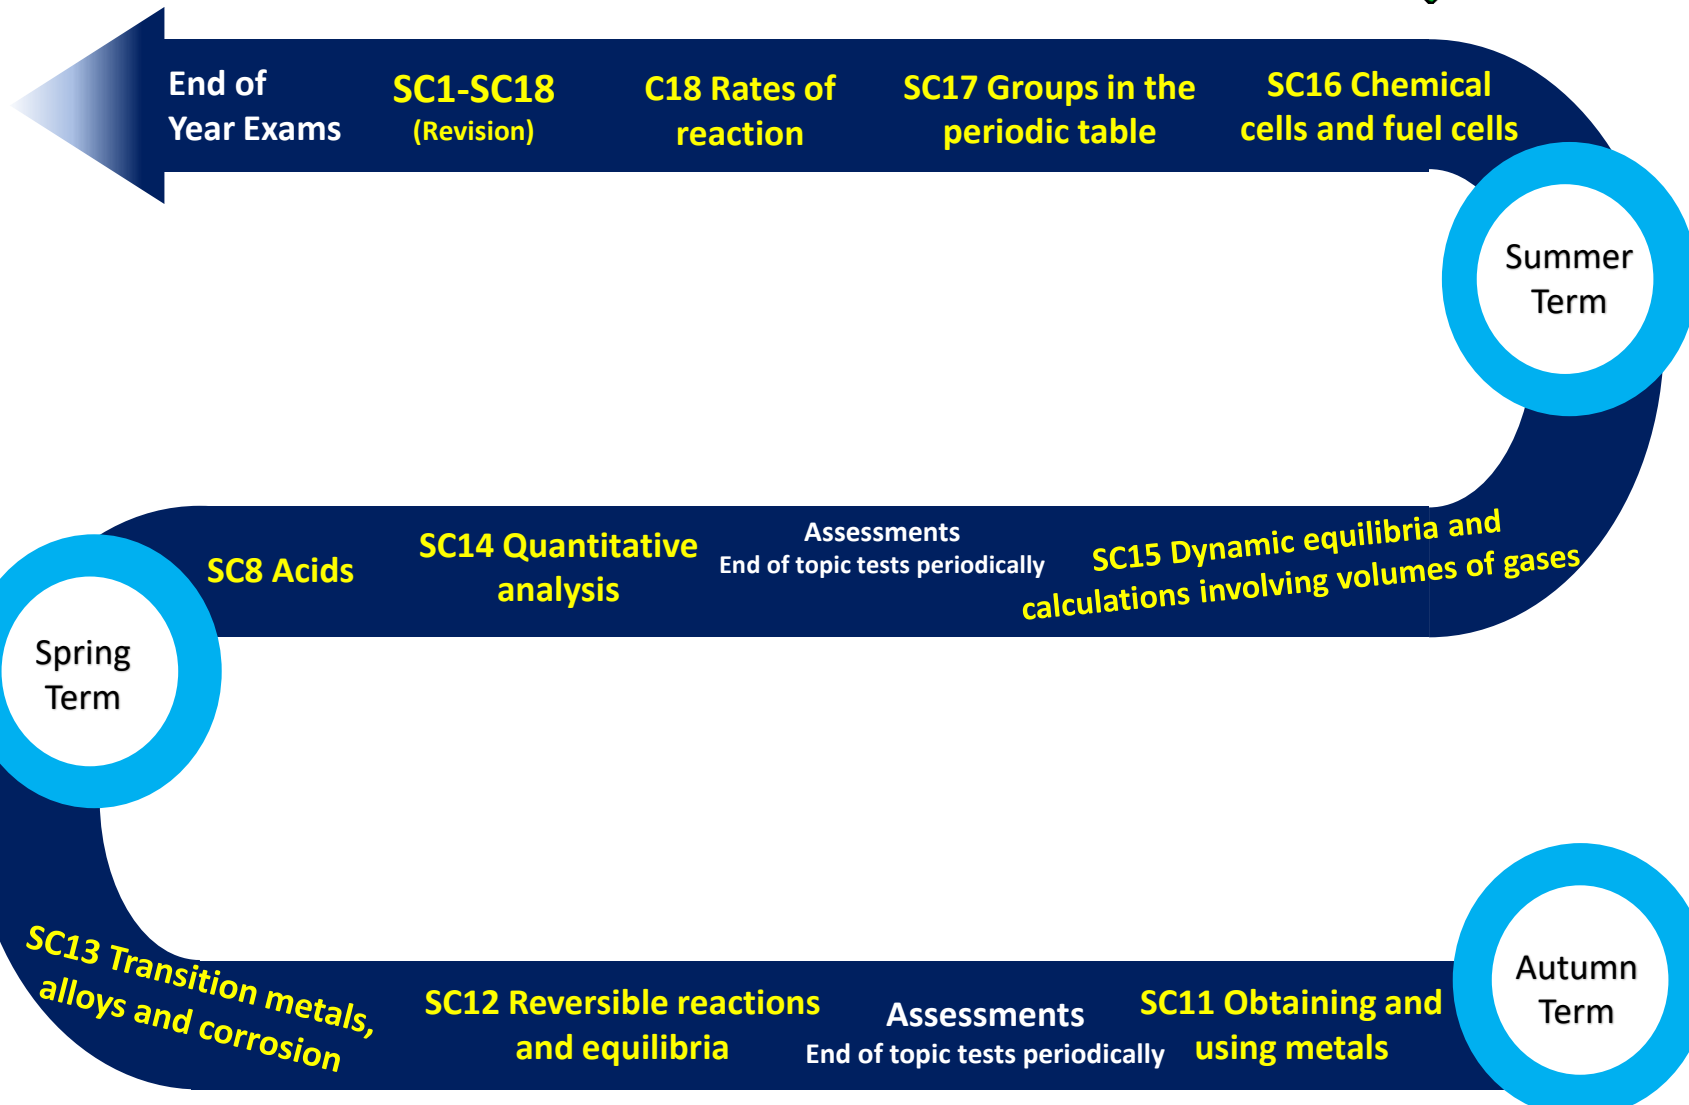 End of
Year Exams
SC1-SC18
(Revision)
C18 Rates of
reaction
SC17 Groups in the
periodic table
SC16 Chemical
cells and fuel cells
Summer
Term
SC8 Acids
SC14 Quantitative
analysis
Assessments
End of topic tests periodically
SC15 Dynamic equilibria and
calculations involving volumes of gases
Spring
Term
SC13 Transition metals,
alloys and corrosion
SC12 Reversible reactions
and equilibria
Assessments
End of topic tests periodically
SC11 Obtaining and
using metals
Autumn
Term